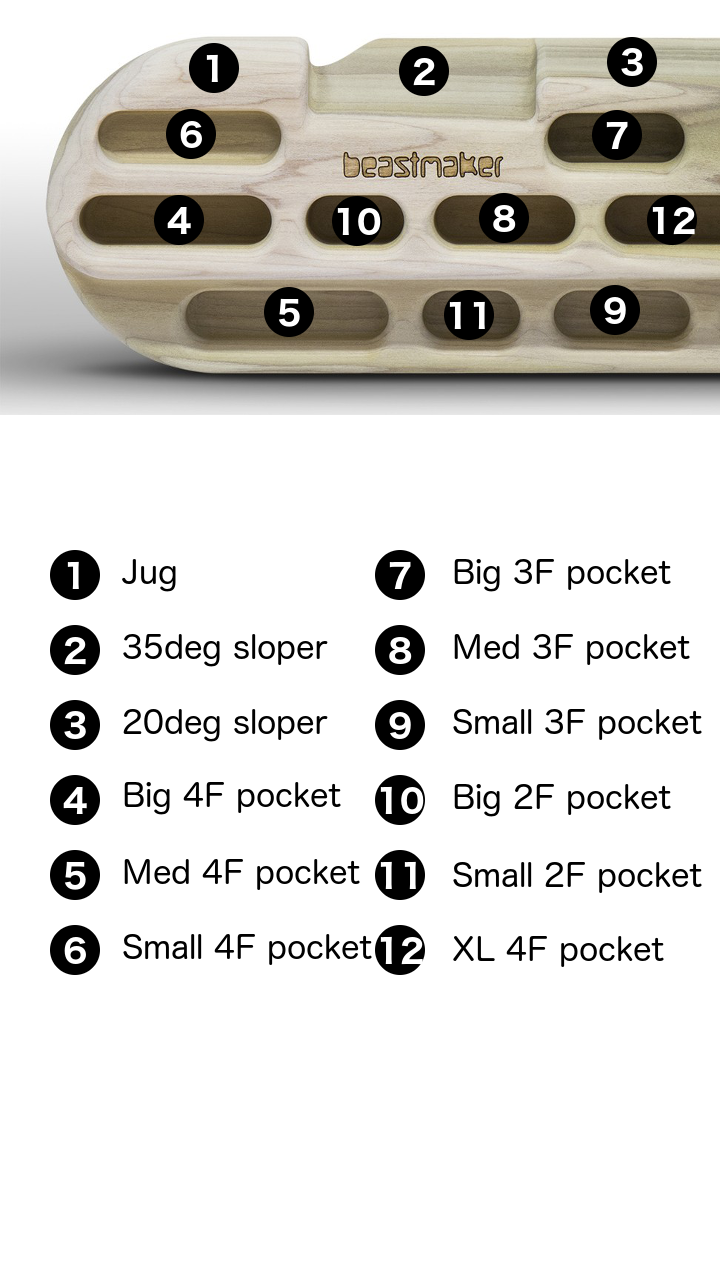 1
2
3
6
7
beastmaker
4
10
8
12
5
11
9
1 Jug
7 Big 3F pocket
2 35deg sloper
8 Med 3F pocket
3 20deg sloper
9 Small 3F pocket
4 Big 4F pocket
10 Big 2F pocket
5 Med 4F pocket
11 Small 2F pocket
6 Small 4F pocket
12 XL 4F pocket